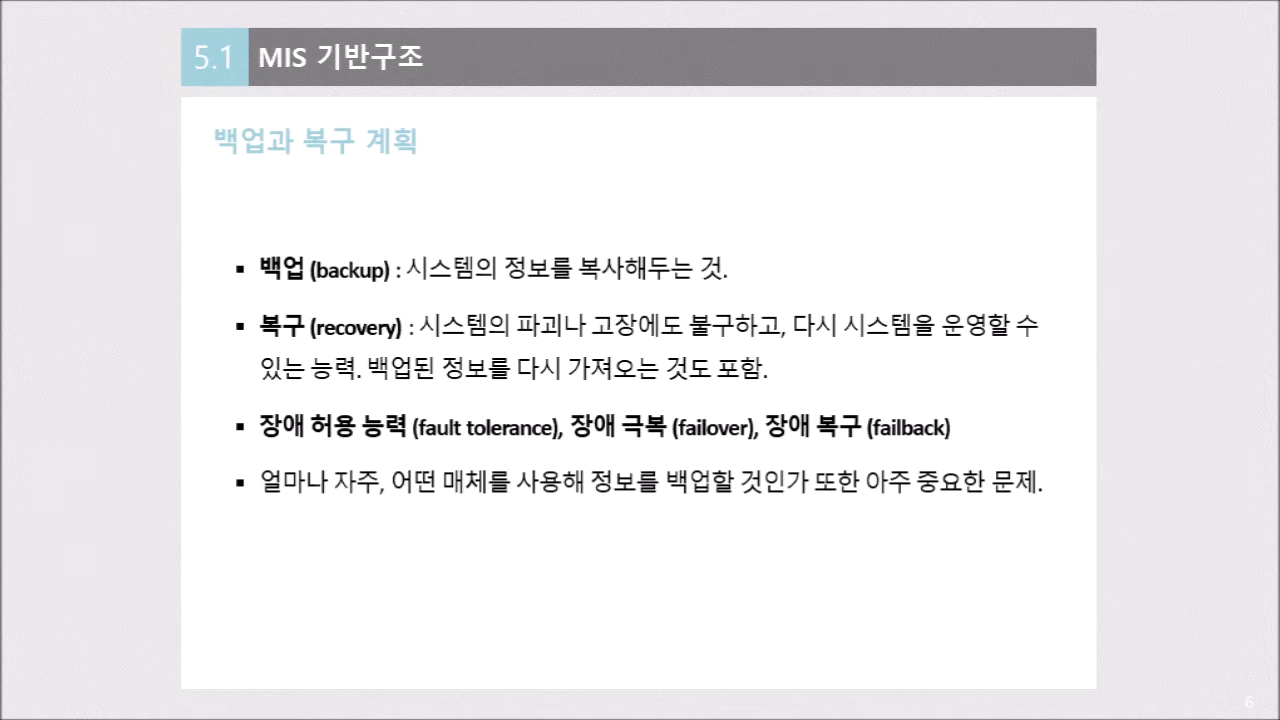 5.1 MIS 기반구조
백업과 복구 계획
▪ 백업 (backup) : 시스템의 정보를 복사해두는 것.
▪ 복구 (recovery) : 시스템의 파괴나 고장에도 불구하고, 다시 시스템을 운영할 수
있는 능력. 백업된 정보를 다시 가져오는 것도 포함.
▪ 장애 허용 능력 (fault tolerance), 장애 극복 (failover), 장애 복구 (failback)
▪ 얼마나 자주, 어떤 매체를 사용해 정보를 백업할 것인가 또한 아주 중요한 문제.
6